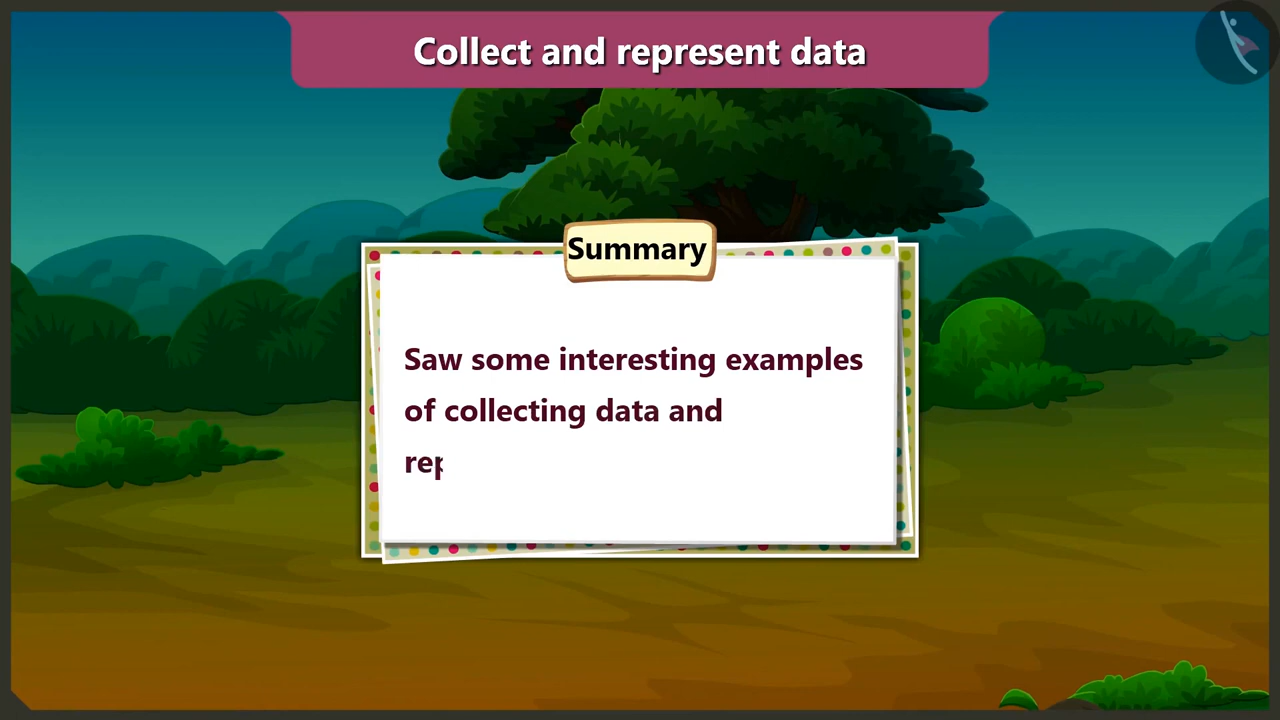 Collect and represent data
Summary
Saw some interesting examples
of collecting data and
rep